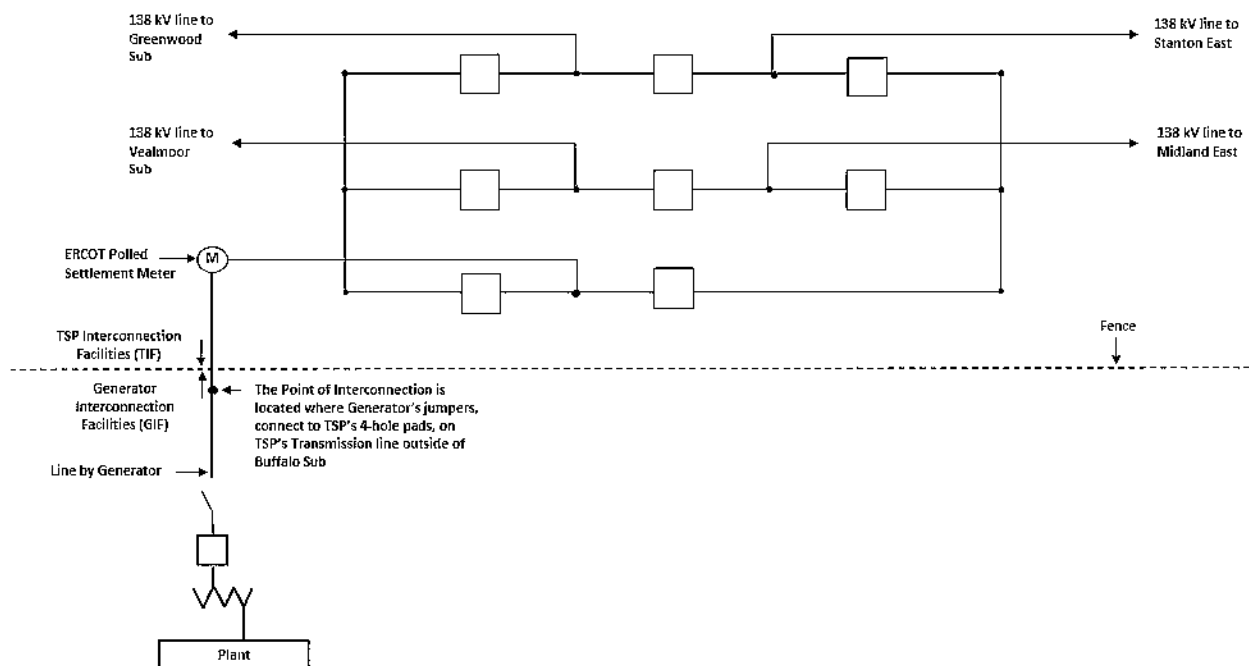 138 kV line to
Greenwood
Sub
138 kV line to
Stanton East
138 kV line to
Vealmoor
Sub
138 kV line to
Midland East
ERCOT Polled
Settlement Meter
M
TSP Interconnection
Facilities (TIF)
Fence
Generator
Interconnection
Facilities (GIF)
The Point of Interconnection is
located where Generator's jumpers,
connect to TSP's 4-hole pads, on
TSP's Transmission line outside of
Buffalo Sub
Line by Generator
Plant